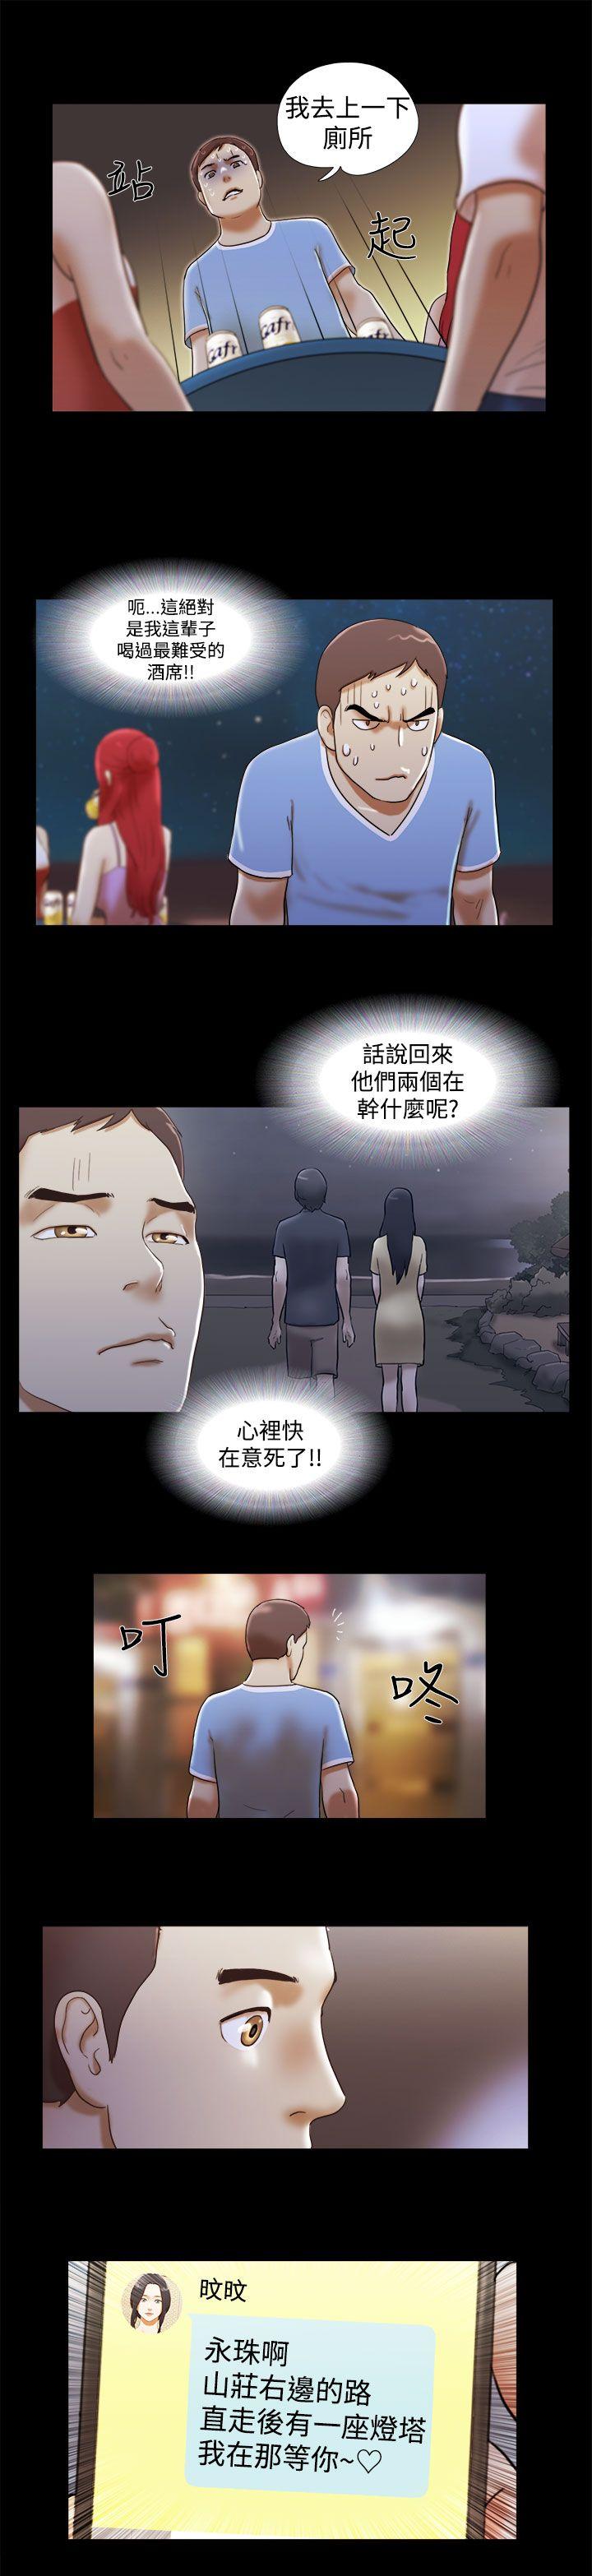 我去上一下
廁所
站
起
Cafr
Cafr
呃...這絕對
是我這輩子
喝過最難受的
酒席!!
話說回來
他們兩個在
幹什麼呢?
心裡快
在意死了!!
叮
咚
旼旼
永珠啊
山莊右邊的路
直走後有一座燈塔
我在那等你~♡